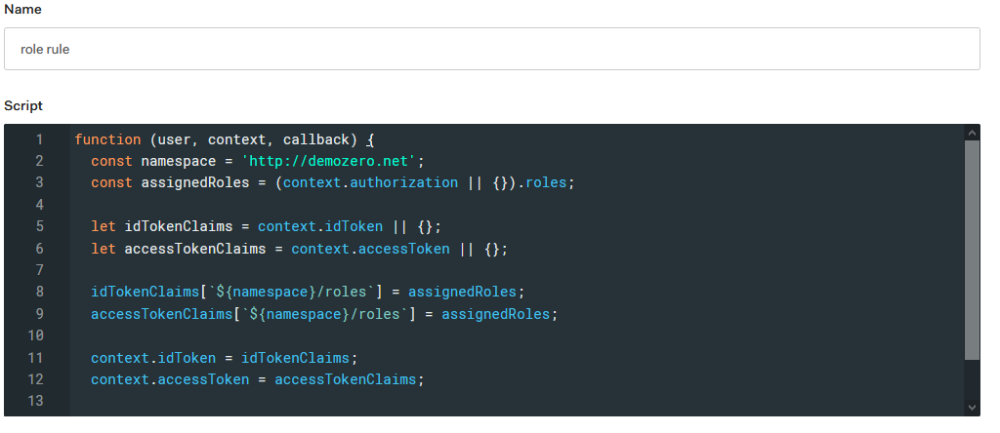 Name
role rule
Script
1 function (user, context, callback) {
2   const namespace = 'http://demozero.net';
3   const assignedRoles = (context.authorization || {}).roles;
4
5   let idTokenClaims = context.idToken || {};
6   let accessTokenClaims = context.accessToken || {};
7
8   idTokenClaims[`${namespace}/roles`] = assignedRoles;
9   accessTokenClaims[`${namespace}/roles`] = assignedRoles;
10
11   context.idToken = idTokenClaims;
12   context.accessToken = accessTokenClaims;
13